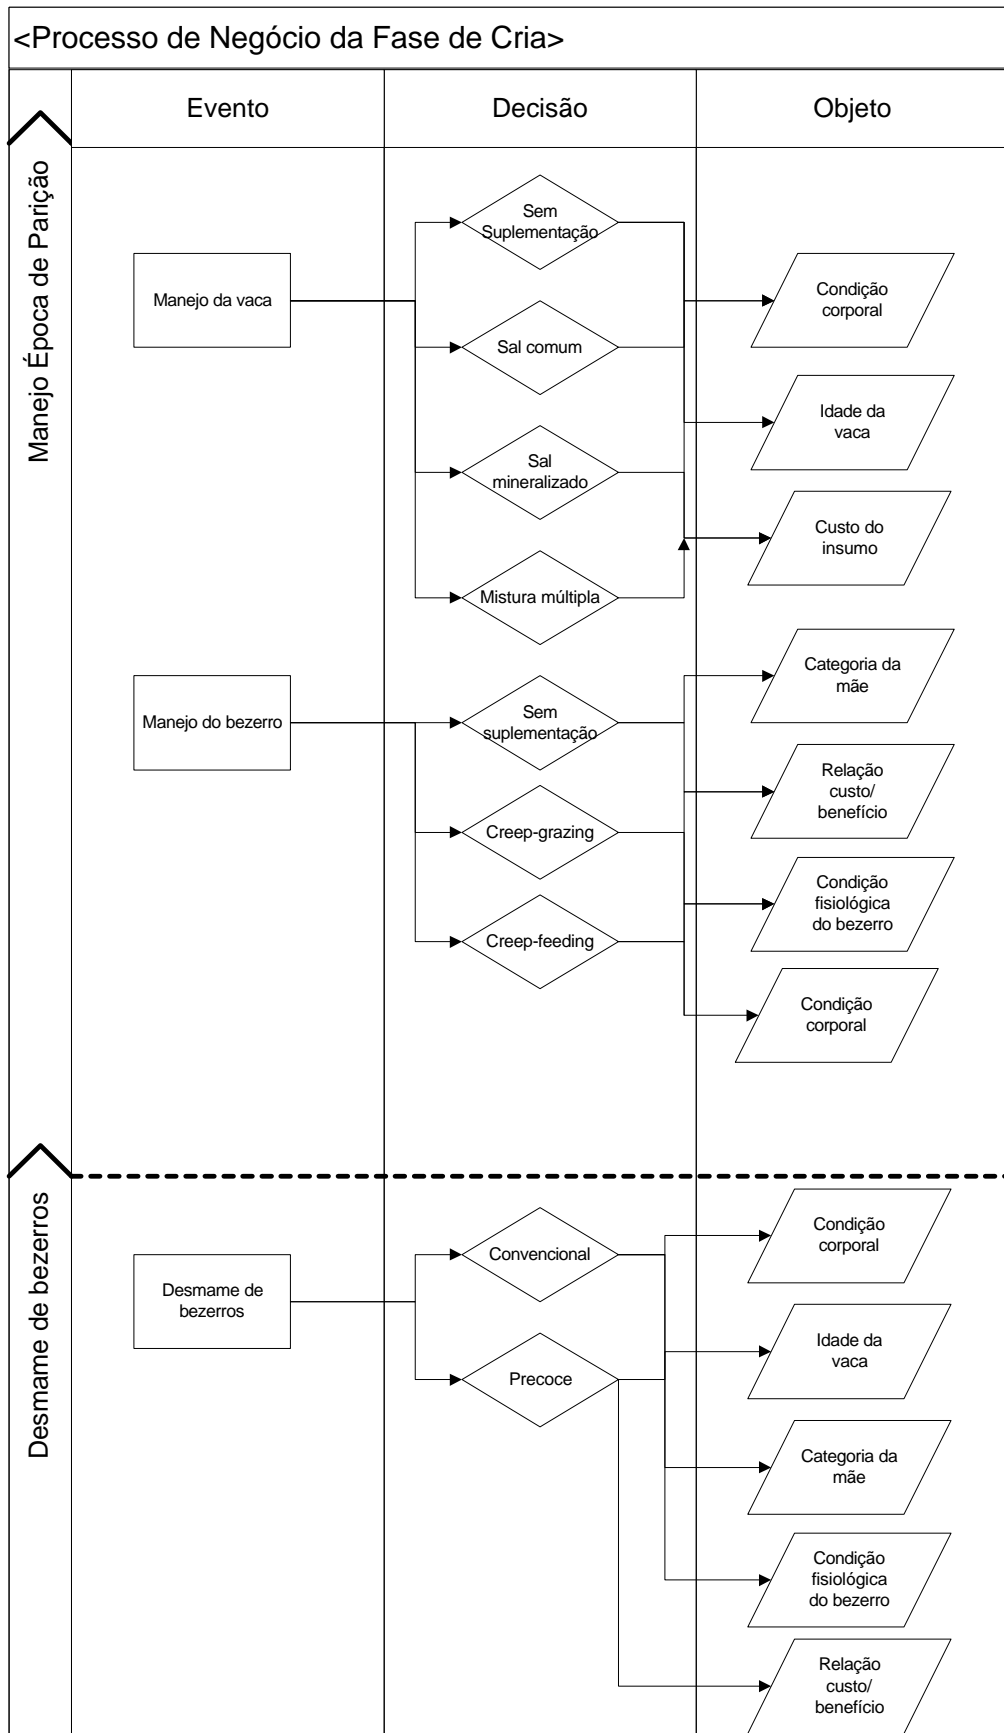 <Processo de Negócio da Fase de Cria>
Evento
Decisão
Objeto
Manejo Época de Parição
Manejo da vaca
Sem
Suplementação
Sal comum
Sal
mineralizado
Mistura múltipla
Condição
corporal
Idade da
vaca
Custo do
insumo
Manejo do bezerro
Sem
suplementação
Creep-grazing
Creep-feeding
Categoria da
mãe
Relação
custo/
benefício
Condição
fisiológica
do bezerro
Condição
corporal
Desmame de bezerros
Desmame de
bezerros
Convencional
Precoce
Condição
corporal
Idade da
vaca
Categoria da
mãe
Condição
fisiológica
do bezerro
Relação
custo/
benefício